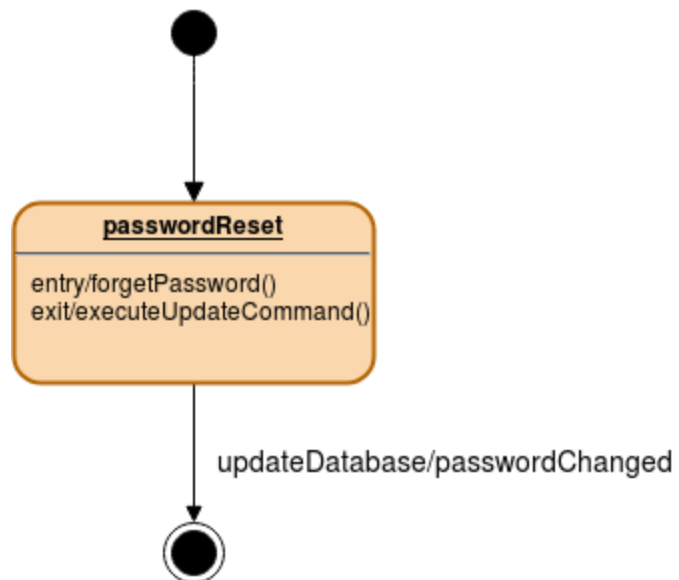 passwordReset
entry/forgetPassword()
exit/executeUpdateCommand()
updateDatabase/passwordChanged